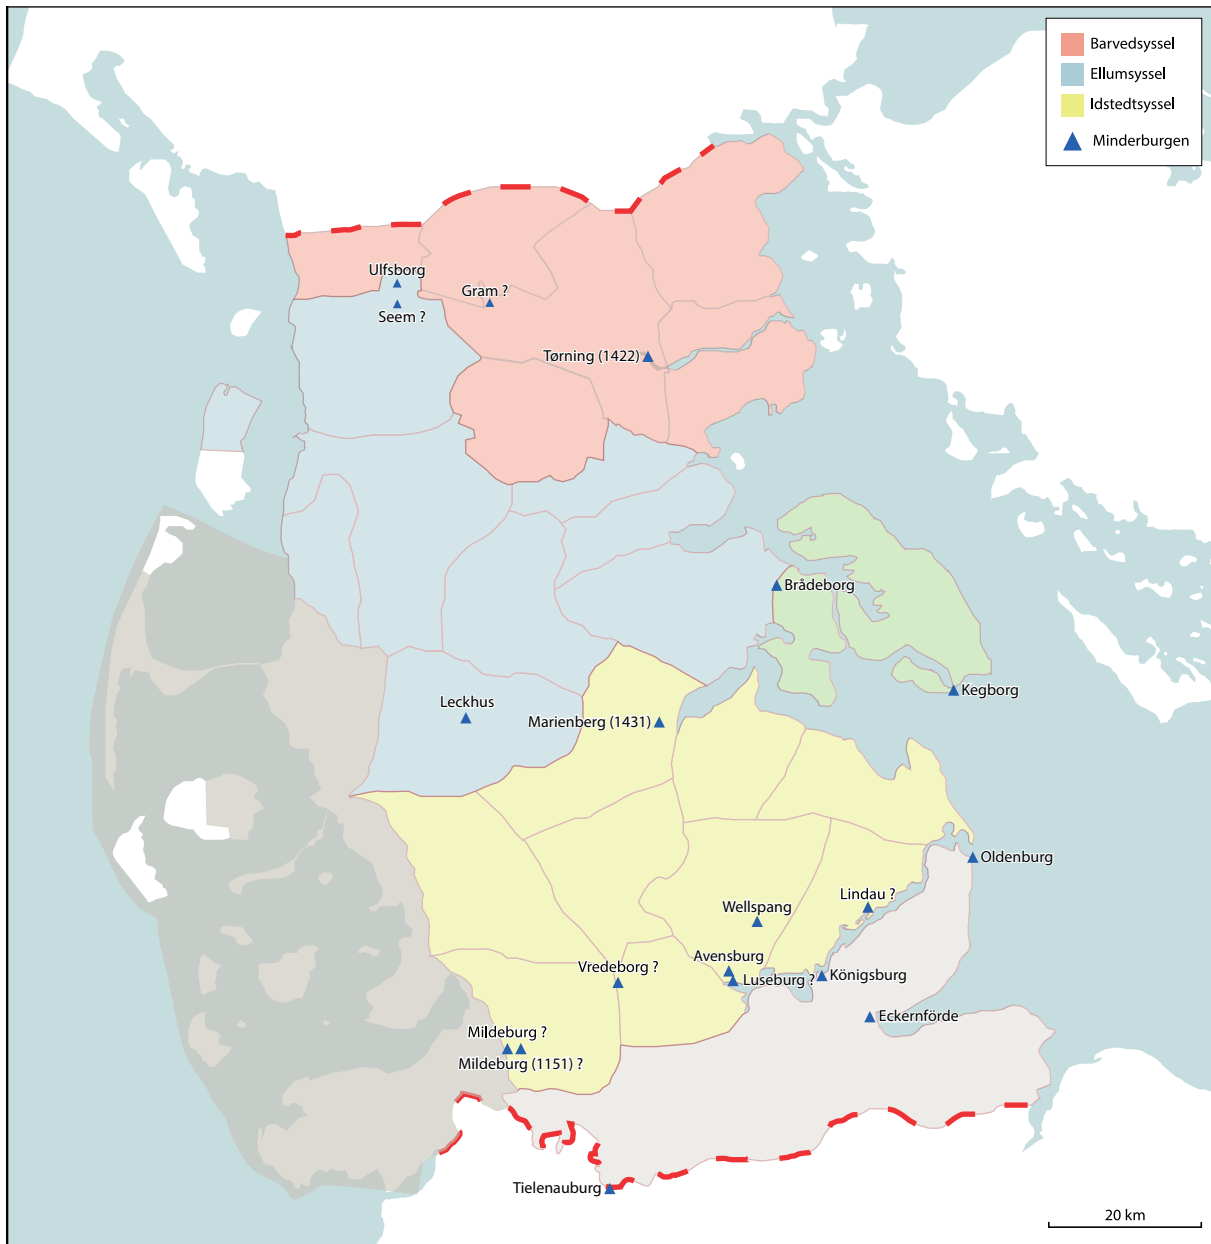 Barvedsyssel
Ellumsyssel
Idstedtsyssel
Minderburgen
Ulfsborg
Gram ?
Seem ?
Tørning (1422)
Brådeborg
Kegborg
Leckhus
Marienberg (1431)
Oldenburg
Lindau ?
Wellspang
Avensburg
Vredeborg ?
Königsburg
Luseburg ?
Eckernförde
Mildeburg ?
Mildeburg (1151) ?
Tielenauburg
20 km